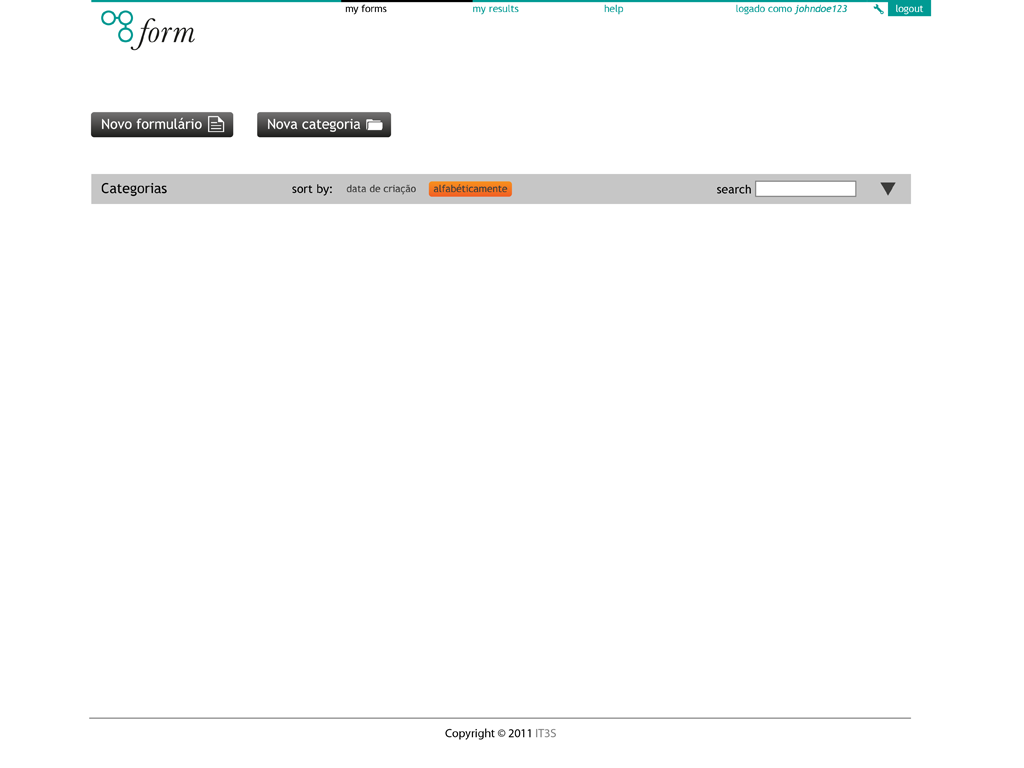 my forms my results help logado como johndoe123 logout
form
Novo formulário Nova categoria
Categorias sort by: data de criação alfabéticamente search
Copyright © 2011 IT3S